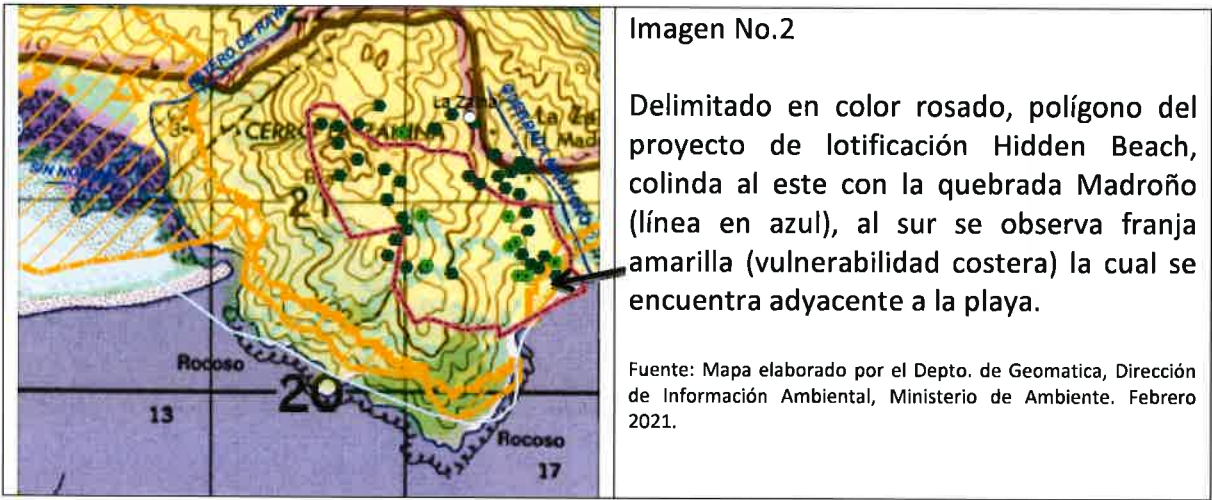 Imagen No.2
Delimitado en color rosado, polígono del
proyecto de lotificación Hidden Beach,
colinda al este con la quebrada Madroño
(línea en azul), al sur se observa franja
amarilla (vulnerabilidad costera) la cual se
encuentra adyacente a la playa.
Fuente: Mapa elaborado por el Depto. de Geomatica, Dirección
de Información Ambiental, Ministerio de Ambiente. Febrero
2021.
La Zahina
CERRO
21
Rocoso
20
13
Rocoso
17